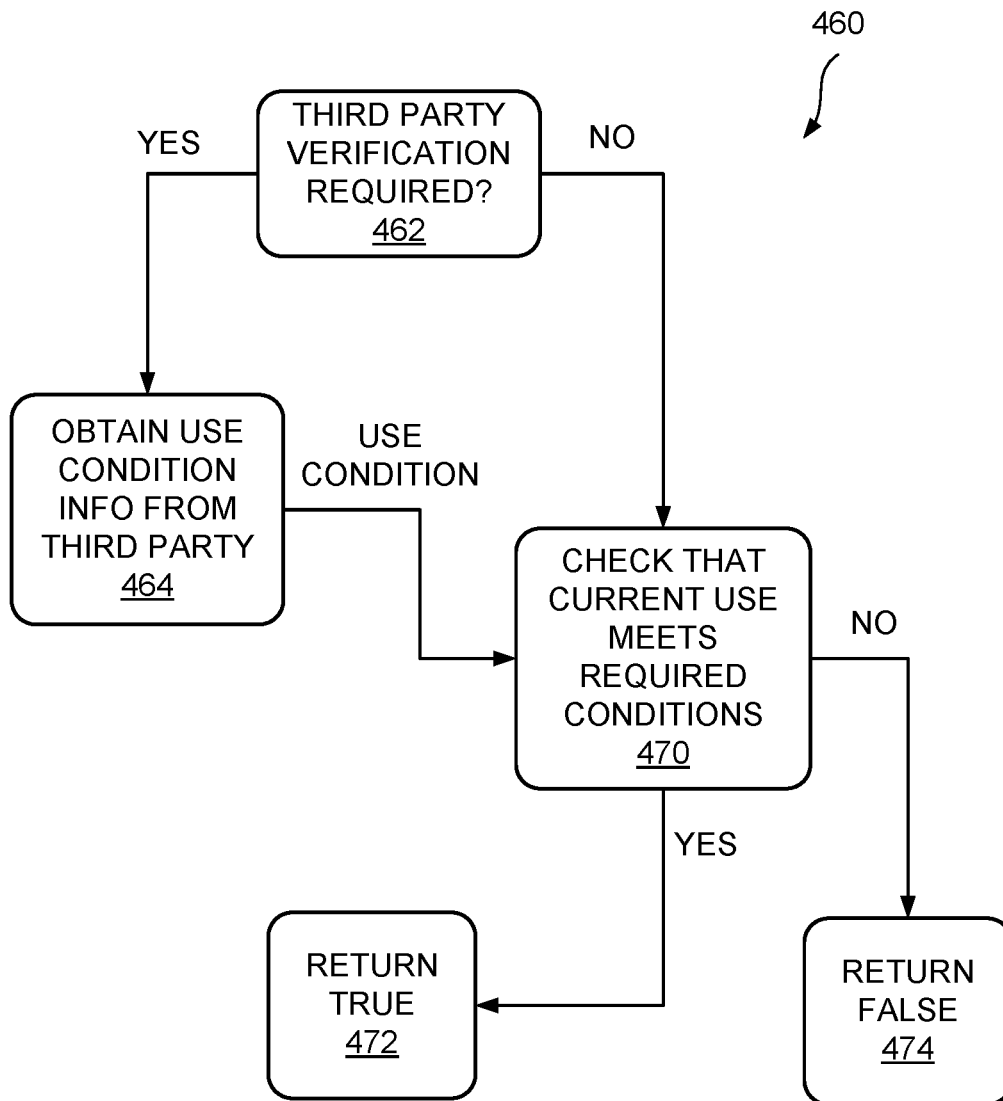 460
THIRD PARTY
VERIFICATION
REQUIRED?
462
YES
NO
OBTAIN USE
CONDITION
INFO FROM
THIRD PARTY
464
USE
CONDITION
CHECK THAT
CURRENT USE
MEETS
REQUIRED
CONDITIONS
470
NO
YES
RETURN
TRUE
472
RETURN
FALSE
474